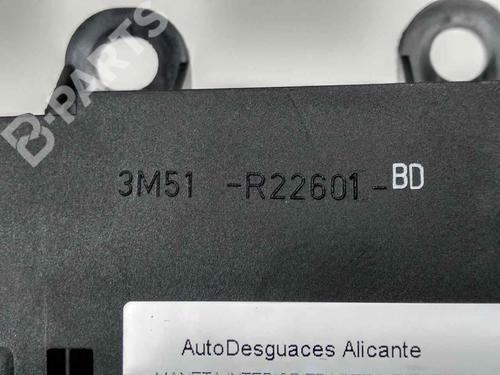 B-PARTS
3M51 -R22601-BD
AutoDesguaces Alicante